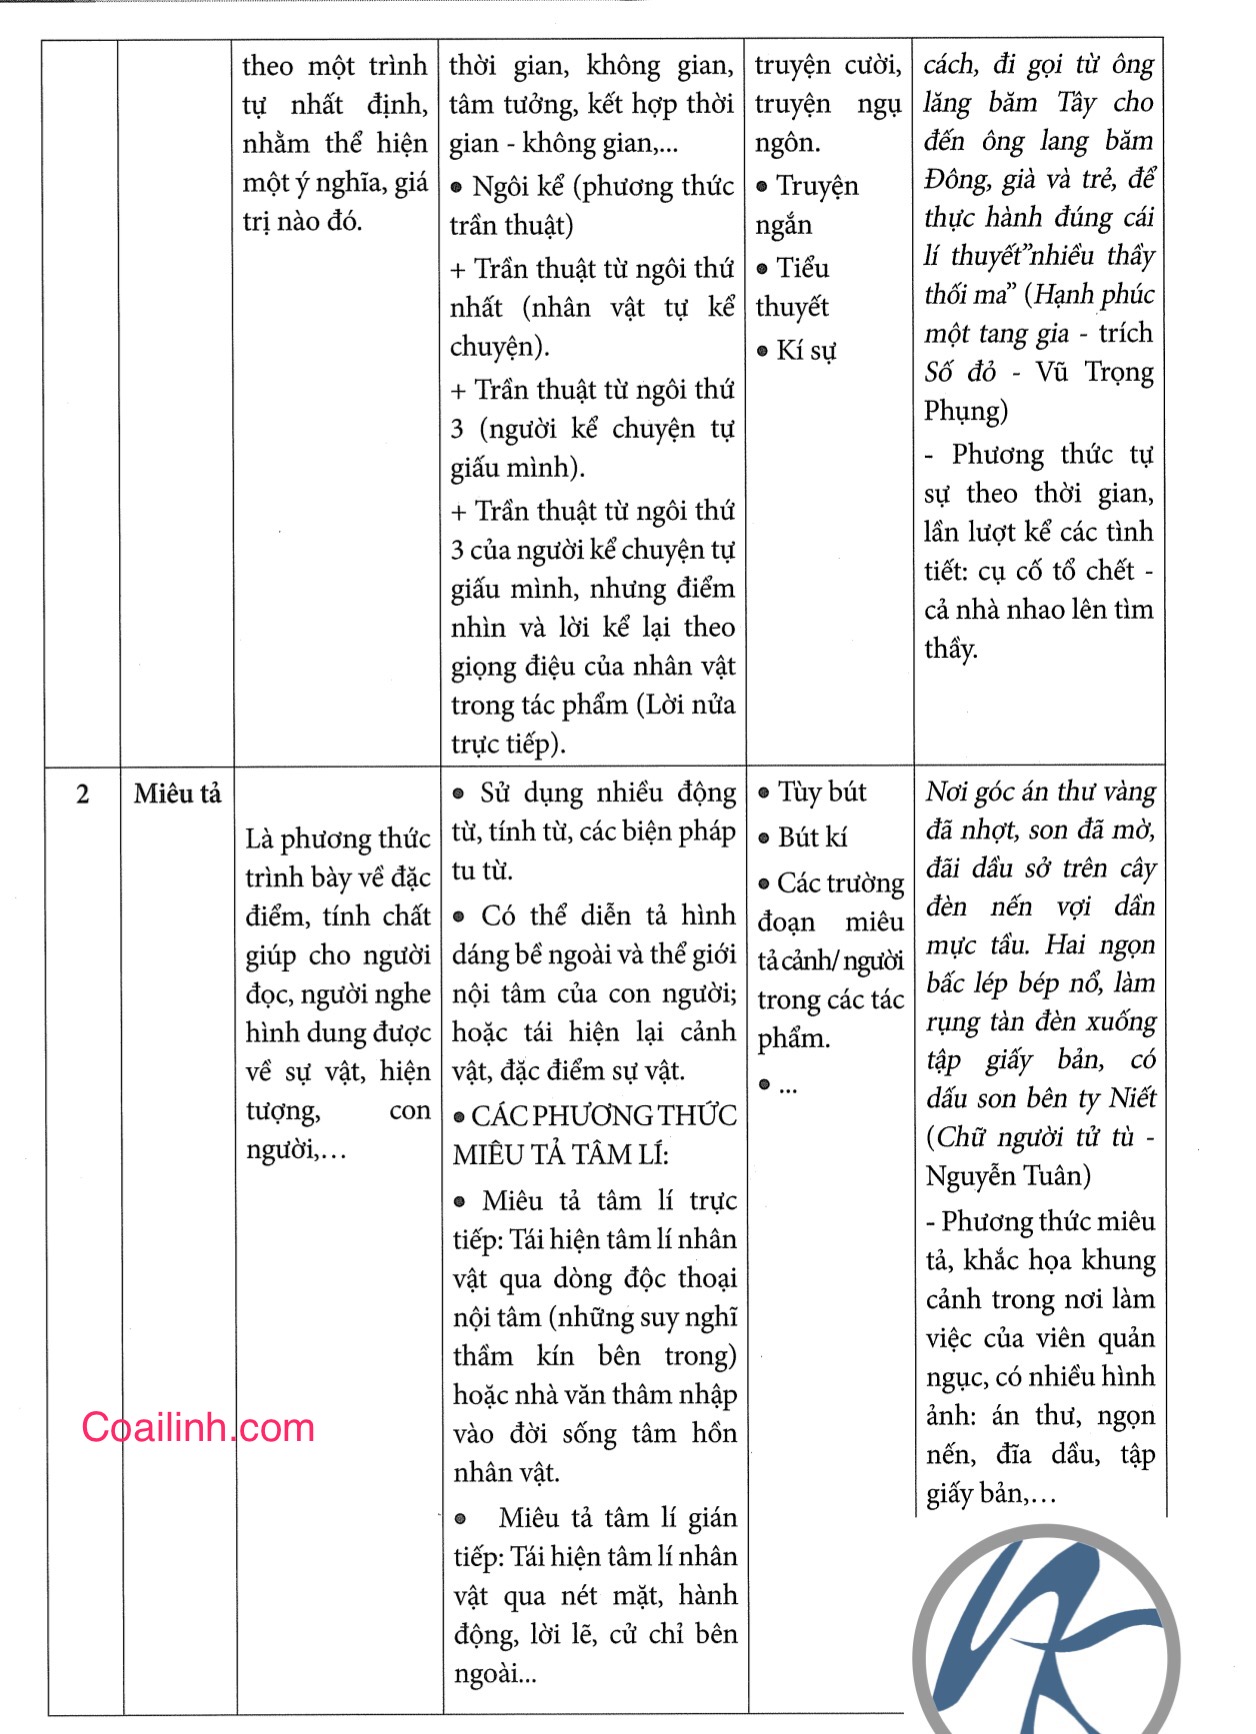 theo một trình
tự nhất định,
nhằm thể hiện
một ý nghĩa, giá
trị nào đó.
thời gian, không gian,
tâm tưởng, kết hợp thời
gian - không gian,...
● Ngôi kể (phương thức
trần thuật)
+ Trần thuật từ ngôi thứ
nhất (nhân vật tự kể
chuyện).
+ Trần thuật từ ngôi thứ
3 (người kể chuyện tự
giấu mình).
+ Trần thuật từ ngôi thứ
3 của người kể chuyện tự
giấu mình, nhưng điểm
nhìn và lời kể lại theo
giọng điệu của nhân vật
trong tác phẩm (Lời nửa
trực tiếp).
truyện cười,
truyện ngụ
ngôn.
● Truyện
ngắn
● Tiểu
thuyết
● Kí sự
cách, đi gọi từ ông
lăng băm Tây cho
đến ông lang băm
Đông, già và trẻ, để
thực hành đúng cái
lí thuyết"nhiều thầy
thối ma" (Hạnh phúc
một tang gia - trích
Số đỏ - Vũ Trọng
Phụng)
- Phương thức tự
sự theo thời gian,
lần lượt kể các tình
tiết: cụ cố tổ chết -
cả nhà nhao lên tìm
thầy.
2
Miêu tả
Là phương thức
trình bày về đặc
điểm, tính chất
giúp cho người
đọc, người nghe
hình dung được
về sự vật, hiện
tượng, con
người,...
● Sử dụng nhiều động
từ, tính từ, các biện pháp
tu từ.
● Có thể diễn tả hình
dáng bề ngoài và thế giới
nội tâm của con người;
hoặc tái hiện lại cảnh
vật, đặc điểm sự vật.
● CÁC PHƯƠNG THỨC
MIÊU TẢ TÂM LÍ:
● Miêu tả tâm lí trực
tiếp: Tái hiện tâm lí nhân
vật qua dòng độc thoại
nội tâm (những suy nghĩ
thầm kín bên trong)
hoặc nhà văn thâm nhập
vào đời sống tâm hồn
nhân vật.
● Miêu tả tâm lí gián
tiếp: Tái hiện tâm lí nhân
vật qua nét mặt, hành
động, lời lẽ, cử chỉ bên
ngoài...
● Tùy bút
● Bút kí
● Các trường
đoạn miêu
tả cảnh/ người
trong các tác
phẩm.
● ...
Nơi góc án thư vàng
đã nhợt, son đã mờ,
đãi dầu sở trên cây
đèn nến vợi dần
mực tầu. Hai ngọn
bấc lép bép nổ, làm
rụng tàn đèn xuống
tập giấy bản, có
dấu son bên ty Niết
(Chữ người tử tù -
Nguyễn Tuân)
- Phương thức miêu
tả, khắc họa khung
cảnh trong nơi làm
việc của viên quản
ngục, có nhiều hình
ảnh: án thư, ngọn
nến, đĩa dầu, tập
giấy bản,...
Coailinh.com